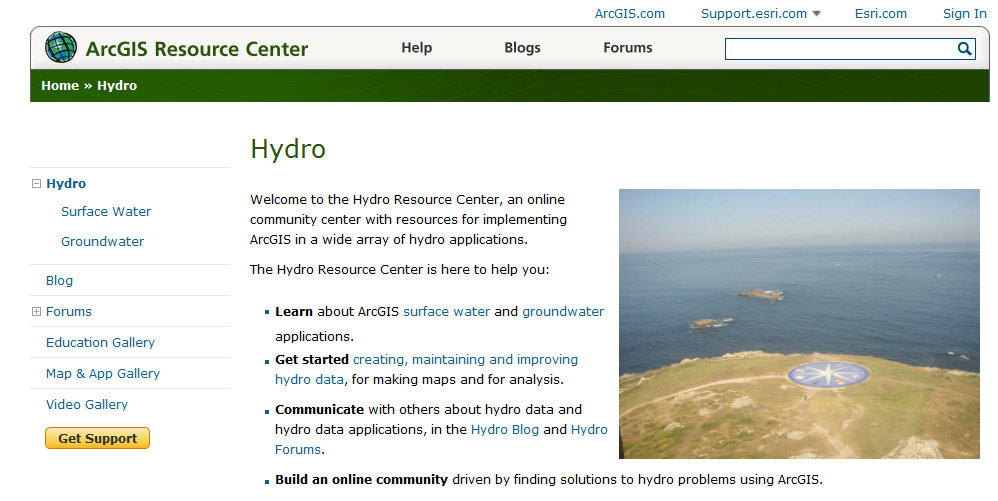 ArcGIS.com Support.esri.com Esri.com Sign In
ArcGIS Resource Center Help Blogs Forums
Home » Hydro
Hydro
Surface Water
Groundwater
Blog
Forums
Education Gallery
Map & App Gallery
Video Gallery
Get Support
Hydro
Welcome to the Hydro Resource Center, an online
community center with resources for implementing
ArcGIS in a wide array of hydro applications.
The Hydro Resource Center is here to help you:
Learn about ArcGIS surface water and groundwater
applications.
Get started creating, maintaining and improving
hydro data, for making maps and for analysis.
Communicate with others about hydro data and
hydro data applications, in the Hydro Blog and Hydro
Forums.
Build an online community driven by finding solutions to hydro problems using ArcGIS.